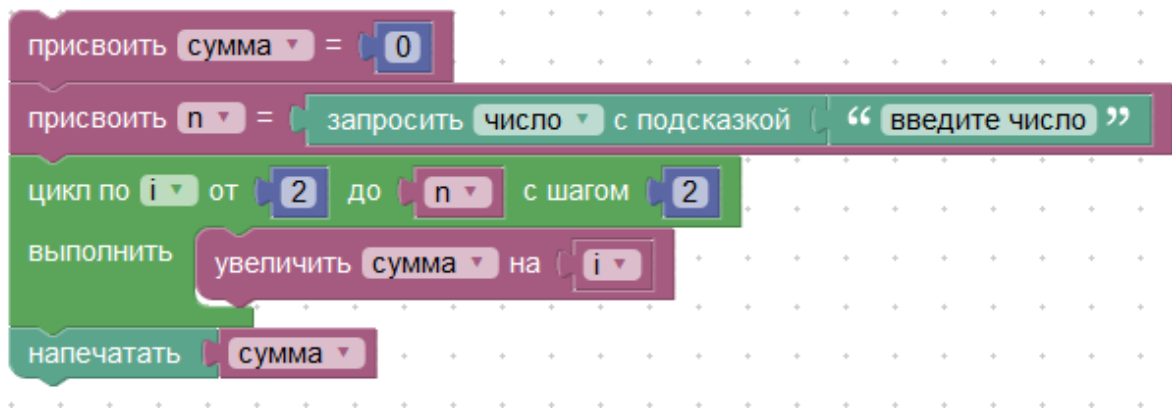 присвоить сумма = 0
присвоить n = запросить число с подсказкой “ введите число ”
цикл по i от 2 до n с шагом 2
выполнить увеличить сумма на i
напечатать сумма